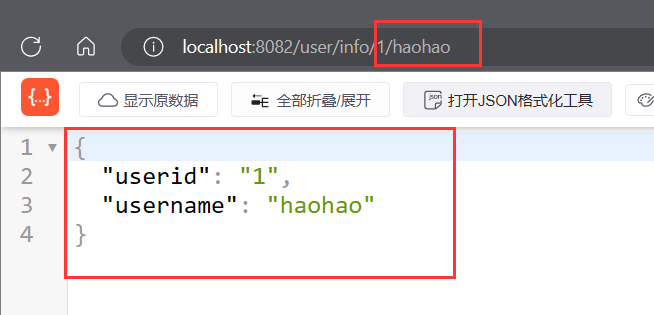 localhost:8082/user/info/1/haohao
{..} 显示原数据 全部折叠/展开 json 打开JSON格式化工具
1 {
2 "userid": "1",
3 "username": "haohao"
4 }